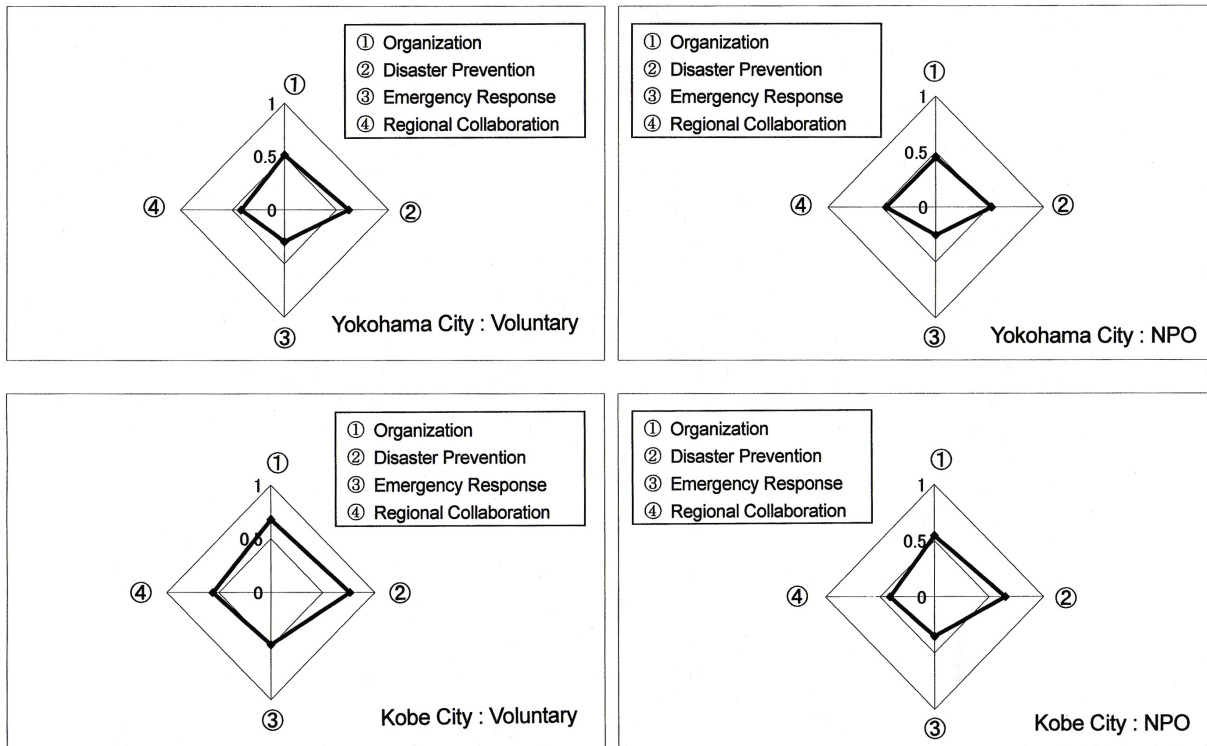 ① Organization
② Disaster Prevention
③ Emergency Response
④ Regional Collaboration
①
1
0.5
④
0
②
③
Yokohama City : Voluntary
① Organization
② Disaster Prevention
③ Emergency Response
④ Regional Collaboration
①
1
0.5
④
0
②
③
Yokohama City : NPO
① Organization
② Disaster Prevention
③ Emergency Response
④ Regional Collaboration
①
1
0.5
④
0
②
③
Kobe City : Voluntary
① Organization
② Disaster Prevention
③ Emergency Response
④ Regional Collaboration
①
1
0.5
④
0
②
③
Kobe City : NPO